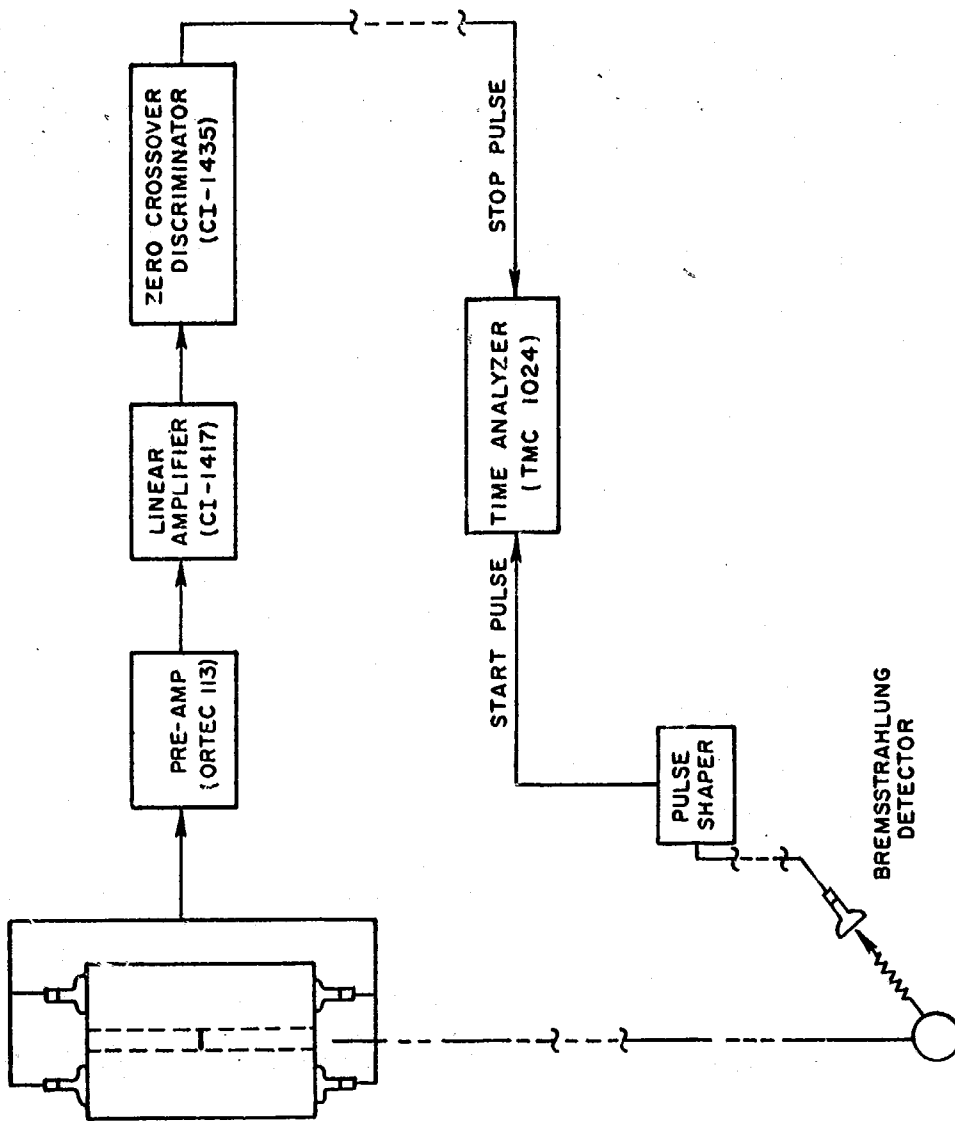 PRE-AMP
(ORTEC 113)
LINEAR
AMPLIFIER
(CI-1417)
ZERO CROSSOVER
DISCRIMINATOR
(CI-1435)
START PULSE
TIME ANALYZER
(TMC 1024)
STOP PULSE
PULSE
SHAPER
BREMSSTRAHLUNG
DETECTOR